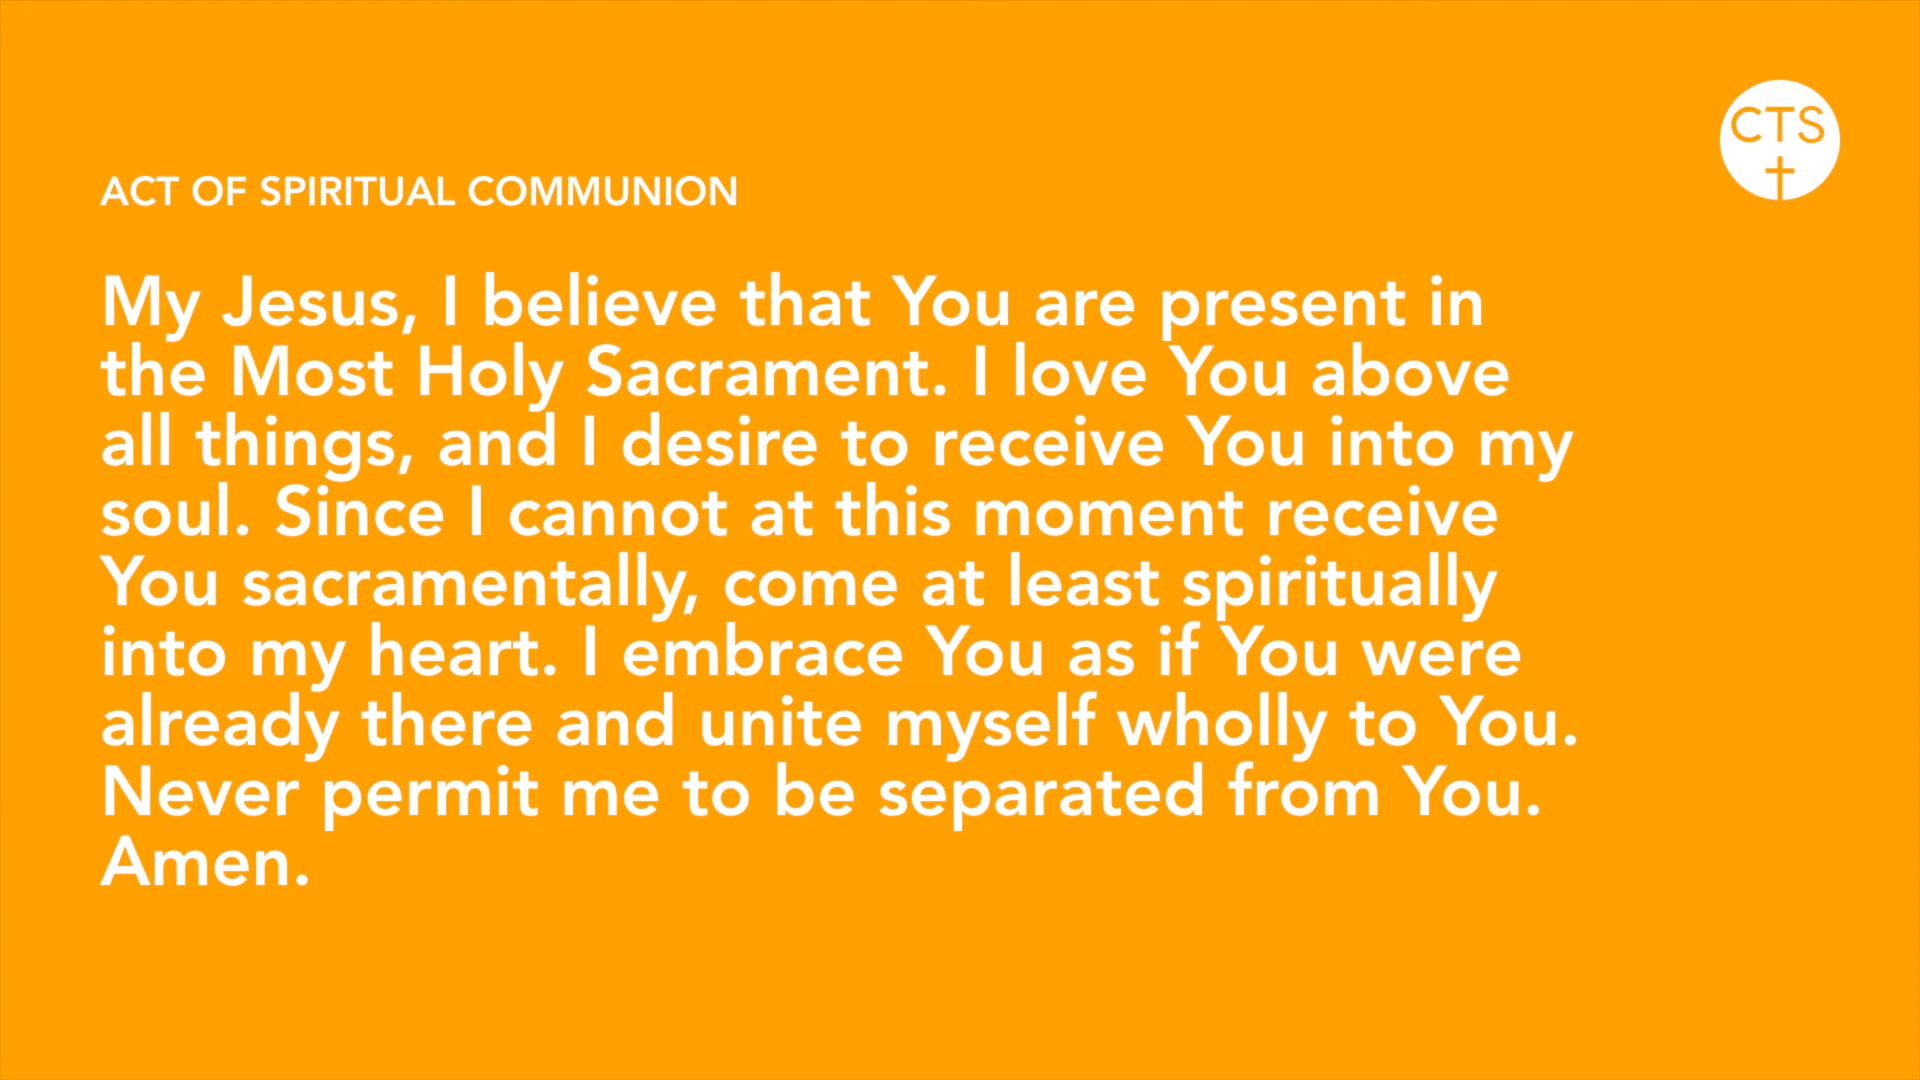 CTS
ACT OF SPIRITUAL COMMUNION
My Jesus, I believe that You are present in
the Most Holy Sacrament. I love You above
all things, and I desire to receive You into my
soul. Since I cannot at this moment receive
You sacramentally, come at least spiritually
into my heart. I embrace You as if You were
already there and unite myself wholly to You.
Never permit me to be separated from You.
Amen.